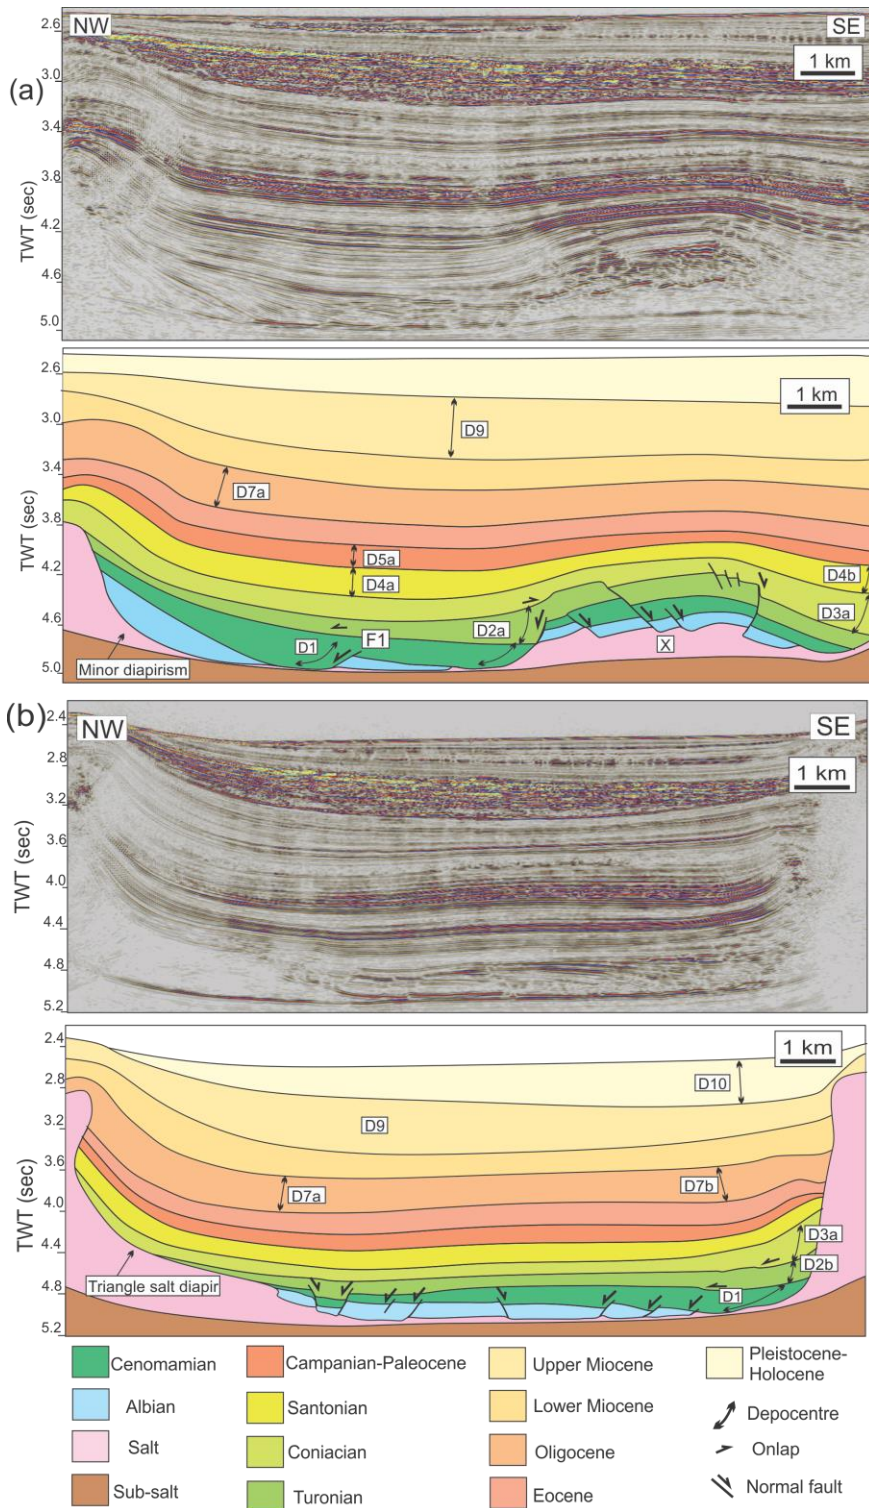 (a)
NW
SE
1 km
TWT (sec)
2.6
3.0
3.4
3.8
4.2
4.6
5.0
1 km
TWT (sec)
2.6
3.0
3.4
3.8
4.2
4.6
5.0
D9
D7a
D5a
D4a
D4b
D3a
D2a
D1
F1
X
Minor diapirism
(b)
NW
SE
1 km
TWT (sec)
2.4
2.8
3.2
3.6
4.0
4.4
4.8
5.2
1 km
TWT (sec)
2.4
2.8
3.2
3.6
4.0
4.4
4.8
5.2
D10
D9
D7a
D7b
D3a
D2b
D1
Triangle salt diapir
Cenomamian
Campanian-Paleocene
Upper Miocene
Pleistocene-
Holocene
Albian
Santonian
Lower Miocene
Depocentre
Salt
Coniacian
Oligocene
Onlap
Sub-salt
Turonian
Eocene
Normal fault